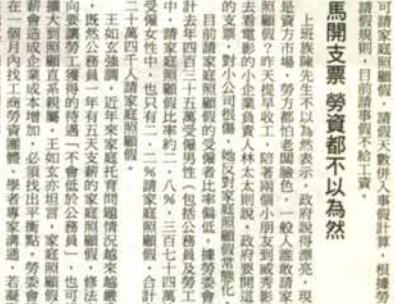 可請家庭照顧假，請假天數併入事假計算，根據勞
請假規則，目前請事假不給工資。
馬開支票 勞資都不以為然
上班族陳先生不以為然表示，政府說得漂亮，現
是資方市場，勞方都怕老闆臉色，一般人誰敢請
照顧假？昨天提早收工，陪著兩個小朋友到威秀影
去看電影的小企業負責人林太太則說，政府要開這
的支票，對小公司很傷，她反對家庭照顧假常態化
目前請家庭照顧假的受僱者比率偏低，據勞委會
計去年四百三十五萬受僱男性（包括公務員及勞工
中，請家庭照顧假比率約二．八％，三百七十四萬
受僱女性中，也只有二．二％請家庭照顧假，合計
二十萬四千人請家庭照顧假。
王如玄強調，近年來家庭托育問題情況越來越嚴
，既然公務員一年有五天支薪的家庭照顧假，修法
向要讓勞工獲得的待遇「不會低於公務員」，也可
擴大到照顧直系親屬，王如玄亦坦言，家庭照顧假
薪會造成企業成本增加，必須找出平衡點，勞委會
在一個月內找工商勞資團體、學者專家溝通，若凝